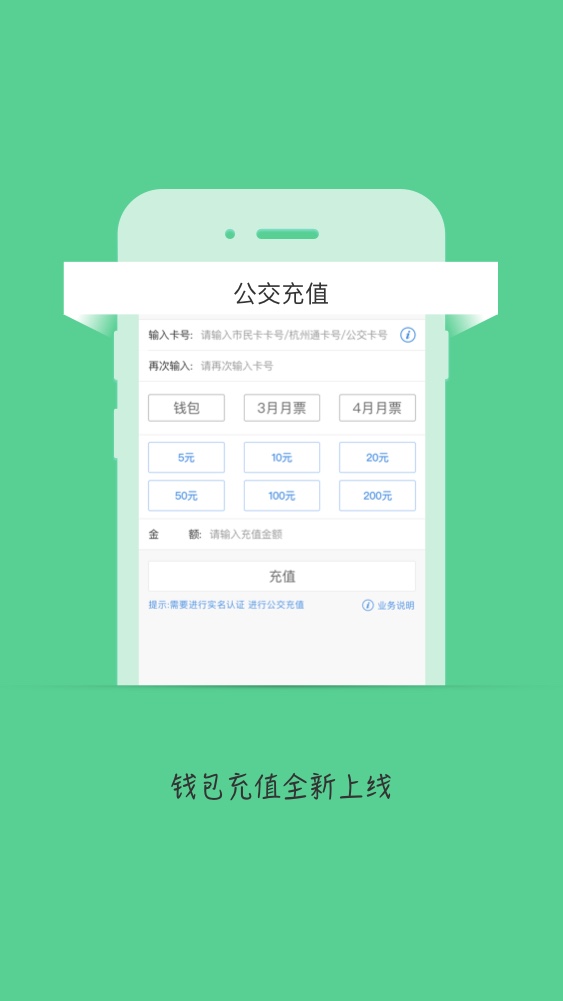 公交充值
输入卡号: 请输入市民卡卡号/杭州通卡号/公交卡号 i
再次输入: 请再次输入卡号
钱包 3月月票 4月月票
5元 10元 20元
50元 100元 200元
金 额: 请输入充值金额
充值
提示:需要进行实名认证 进行公交充值 i 业务说明
钱包充值全新上线